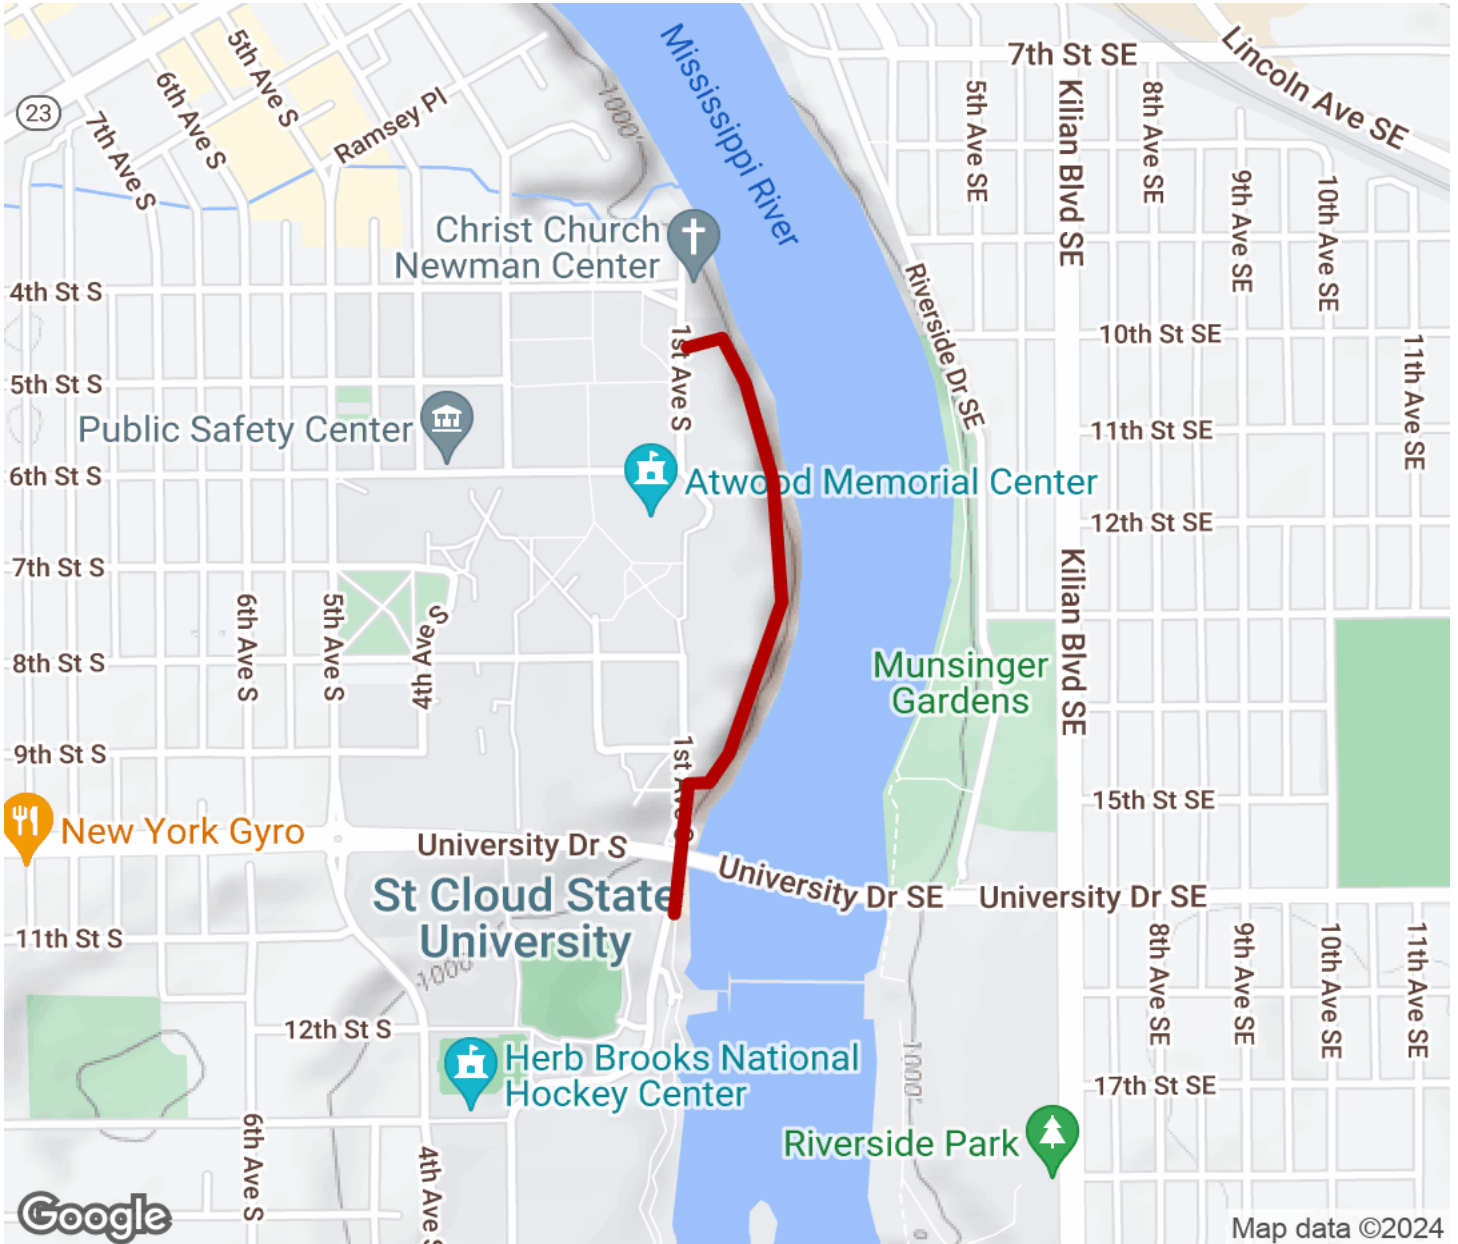 Mississippi River
7th St SE
Lincoln Ave SE
23
5th Ave S
6th Ave S
7th Ave S
Ramsey Pl
1000'
5th Ave SE
Kilian Blvd SE
8th Ave SE
9th Ave SE
10th Ave SE
Christ Church
Newman Center
4th St S
Riverside Dr SE
10th St SE
1st Ave S
11th Ave SE
5th St S
Public Safety Center
11th St SE
6th St S
Atwood Memorial Center
12th St SE
7th St S
Kilian Blvd SE
6th Ave S
5th Ave S
4th Ave S
8th St S
Munsinger
Gardens
9th St S
1st Ave S
15th St SE
New York Gyro
University Dr S
University Dr SE
University Dr SE
St Cloud State
University
11th St S
1000'
8th Ave SE
9th Ave SE
10th Ave SE
11th Ave SE
12th St S
Herb Brooks National
Hockey Center
1000'
17th St SE
6th Ave S
4th Ave S
Riverside Park
Google
Map data ©2024